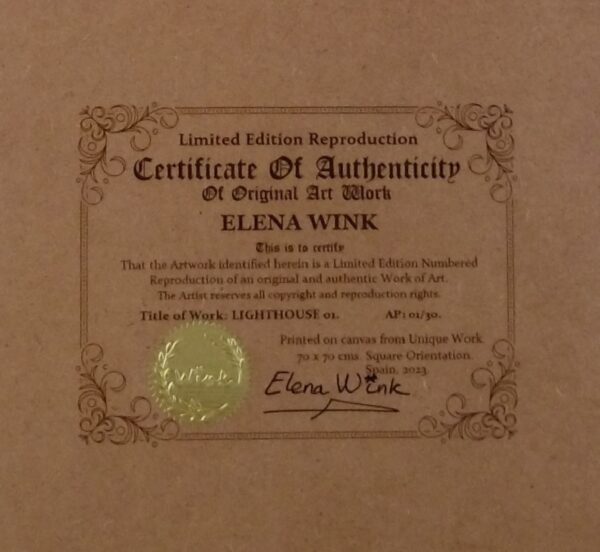 Limited Edition Reproduction
Certificate Of Authenticity
Of Original Art Work
ELENA WINK
This is to certify
That the Artwork identified herein is a Limited Edition Numbered
Reproduction of an original and authentic Work of Art.
The Artist reserves all copyright and reproduction rights.
Title of Work: LIGHTHOUSE 01. AP: 01/30.
Printed on canvas from Unique Work
70 x 70 cms. Square Orientation.
Spain, 2023
Wink
Elena Wink